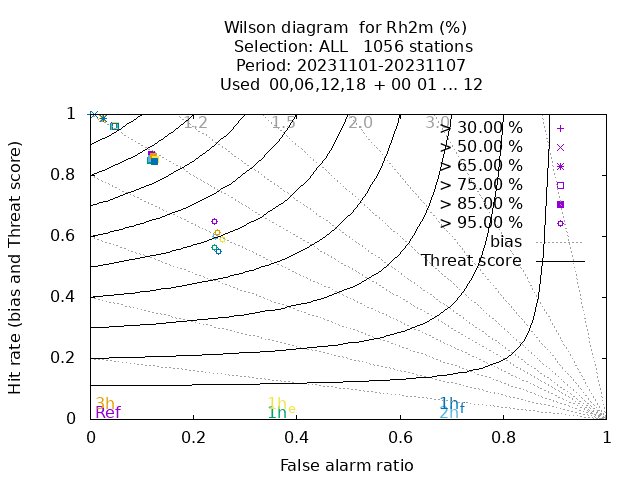 Wilson diagram  for Rh2m (%)
Selection: ALL   1056 stations
Period: 20231101-20231107
Used  00,06,12,18  + 00 01 ... 12
Hit rate (bias and Threat score)
1
0.8
0.6
0.4
0.2
0
1.2 1.5 2.0 3.0
> 30.00 %
> 50.00 %
> 65.00 %
> 75.00 %
> 85.00 %
> 95.00 %
bias
Threat score
3h 1h_e 1h_f
Ref 1h 2h
0 0.2 0.4 0.6 0.8 1
False alarm ratio